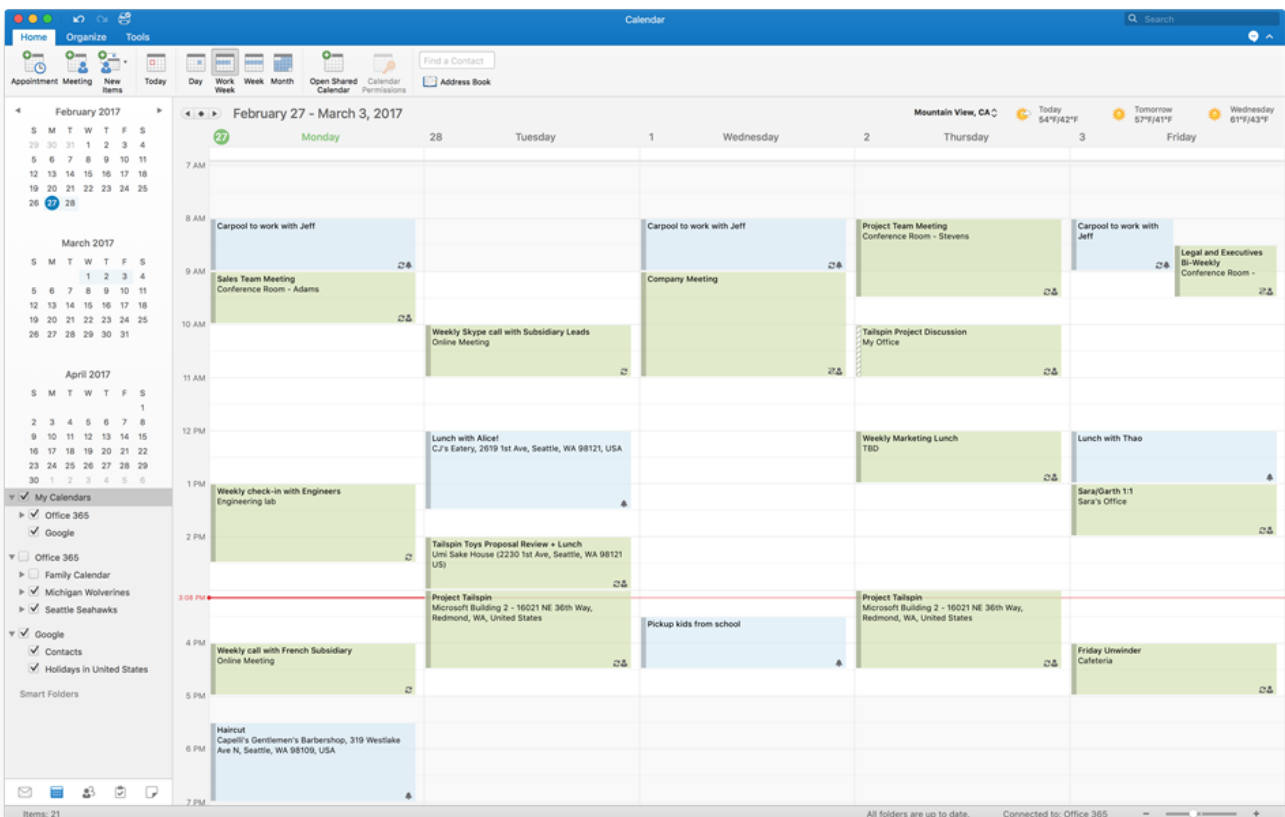 Calendar
Search
Home Organize Tools
Appointment Meeting New Items Today Day Work Week Week Month Open Shared Calendar Calendar Permissions
Find a Contact
Address Book
February 2017
S M T W T F S
29 30 31 1 2 3 4
5 6 7 8 9 10 11
12 13 14 15 16 17 18
19 20 21 22 23 24 25
26 27 28
March 2017
S M T W T F S
1 2 3 4
5 6 7 8 9 10 11
12 13 14 15 16 17 18
19 20 21 22 23 24 25
26 27 28 29 30 31
April 2017
S M T W T F S
1
2 3 4 5 6 7 8
9 10 11 12 13 14 15
16 17 18 19 20 21 22
23 24 25 26 27 28 29
30 1 2 3 4 5 6
My Calendars
Office 365
Google
Office 365
Family Calendar
Michigan Wolverines
Seattle Seahawks
Google
Contacts
Holidays in United States
Smart Folders
February 27 - March 3, 2017
Mountain View, CA
Today
54°F/42°F
Tomorrow
57°F/41°F
Wednesday
61°F/43°F
27 Monday
28 Tuesday
1 Wednesday
2 Thursday
3 Friday
7 AM
8 AM
9 AM
10 AM
11 AM
12 PM
1 PM
2 PM
3:08 PM
4 PM
5 PM
6 PM
7 PM
Carpool to work with Jeff
Sales Team Meeting
Conference Room - Adams
Weekly check-in with Engineers
Engineering lab
Weekly call with French Subsidiary
Online Meeting
Haircut
Capelli's Gentlemen's Barbershop, 319 Westlake
Ave N, Seattle, WA 98109, USA
Weekly Skype call with Subsidiary Leads
Online Meeting
Lunch with Alice!
CJ's Eatery, 2619 1st Ave, Seattle, WA 98121, USA
Tailspin Toys Proposal Review + Lunch
Umi Sake House (2230 1st Ave, Seattle, WA 98121
US)
Project Tailspin
Microsoft Building 2 - 16021 NE 36th Way,
Redmond, WA, United States
Carpool to work with Jeff
Company Meeting
Pickup kids from school
Project Team Meeting
Conference Room - Stevens
Tailspin Project Discussion
My Office
Weekly Marketing Lunch
TBD
Project Tailspin
Microsoft Building 2 - 16021 NE 36th Way,
Redmond, WA, United States
Carpool to work with
Jeff
Legal and Executives
Bi-Weekly
Conference Room -
Lunch with Thao
Sara/Garth 1:1
Sara's Office
Friday Unwinder
Cafeteria
Items: 21
All folders are up to date.
Connected to: Office 365